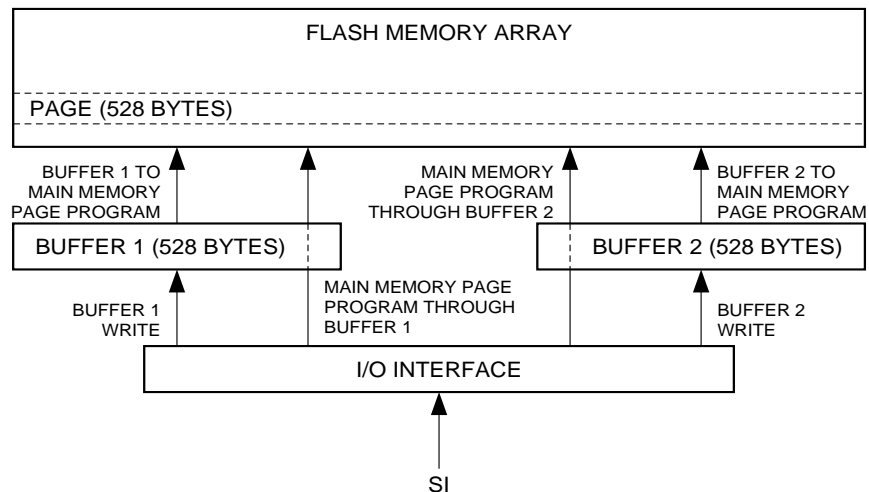 FLASH MEMORY ARRAY
PAGE (528 BYTES)
BUFFER 1 TO
MAIN MEMORY
PAGE PROGRAM
MAIN MEMORY
PAGE PROGRAM
THROUGH BUFFER 2
BUFFER 2 TO
MAIN MEMORY
PAGE PROGRAM
BUFFER 1 (528 BYTES)
BUFFER 2 (528 BYTES)
BUFFER 1
WRITE
MAIN MEMORY PAGE
PROGRAM THROUGH
BUFFER 1
BUFFER 2
WRITE
I/O INTERFACE
SI